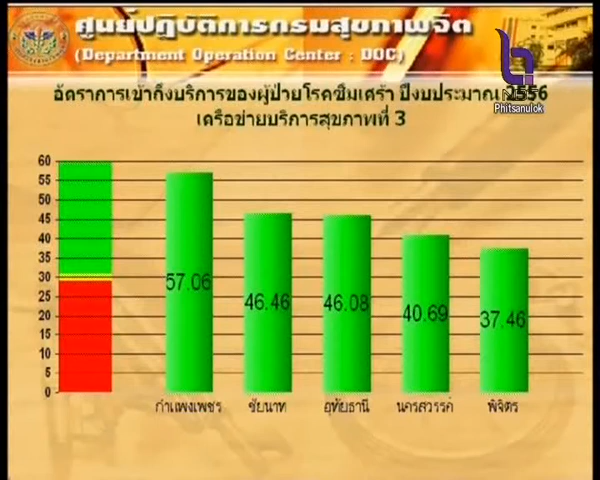 ศูนย์ปฏิบัติการกรมสุขภาพจิต
(Department Operation Center : DOC)
อัตราการเข้าถึงบริการของผู้ป่วยโรคซึมเศร้า ปีงบประมาณ 2556
Phitsanulok
เครือข่ายบริการสุขภาพที่ 3
60
55
50
45
40
35
30
25
20
15
10
5
0
57.06
46.46
46.08
40.69
37.46
กำแพงเพชร
ชัยนาท
อุทัยธานี
นครสวรรค์
พิจิตร